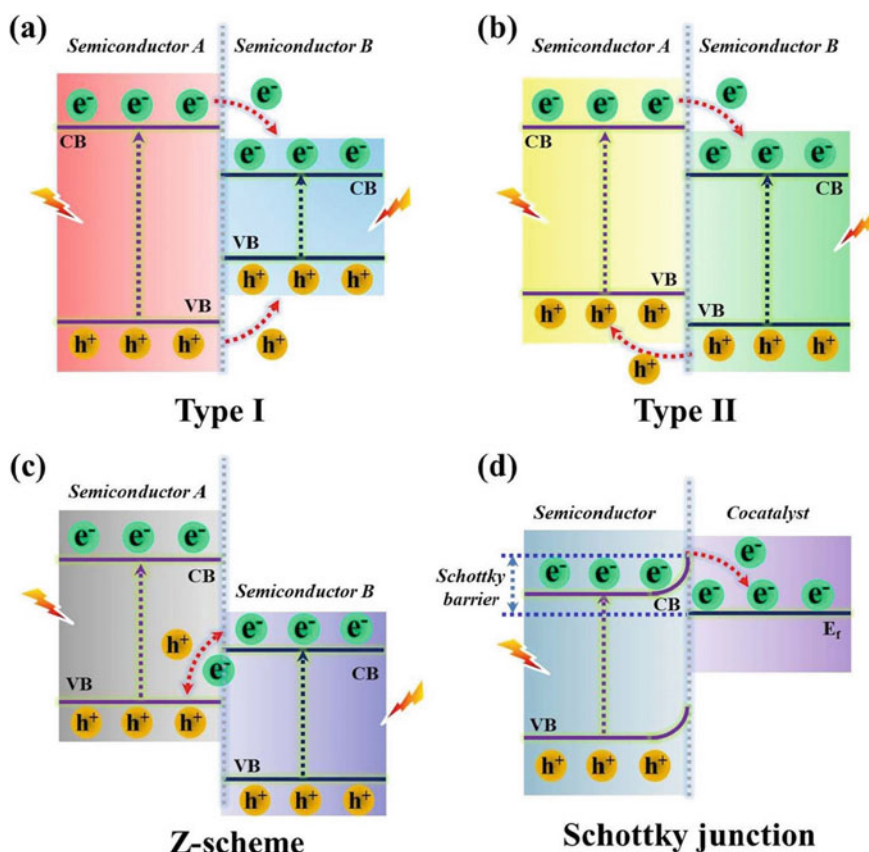 (a)
Semiconductor A
Semiconductor B
e⁻ e⁻ e⁻
e⁻
CB
e⁻ e⁻ e⁻
CB
VB
h⁺ h⁺ h⁺
VB
h⁺ h⁺ h⁺
h⁺
Type I
(b)
Semiconductor A
Semiconductor B
e⁻ e⁻ e⁻
e⁻
CB
e⁻ e⁻ e⁻
CB
VB
h⁺ h⁺ h⁺
VB
h⁺ h⁺ h⁺
h⁺
Type II
(c)
Semiconductor A
e⁻ e⁻ e⁻
CB
Semiconductor B
e⁻ e⁻ e⁻
h⁺
e⁻
CB
VB
h⁺ h⁺ h⁺
VB
h⁺ h⁺ h⁺
Z-scheme
(d)
Semiconductor
Cocatalyst
e⁻
Schottky
barrier
e⁻ e⁻ e⁻
CB
e⁻ e⁻ e⁻
E_f
VB
h⁺ h⁺ h⁺
Schottky junction